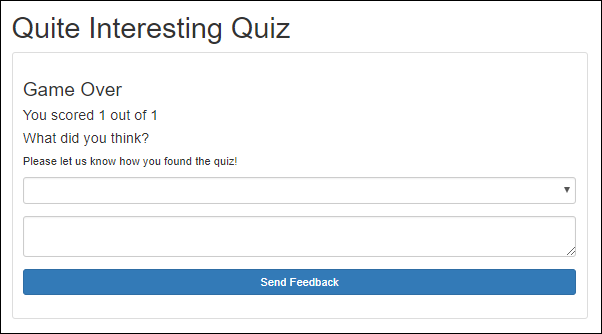 Quite Interesting Quiz
Game Over
You scored 1 out of 1
What did you think?
Please let us know how you found the quiz!
Send Feedback